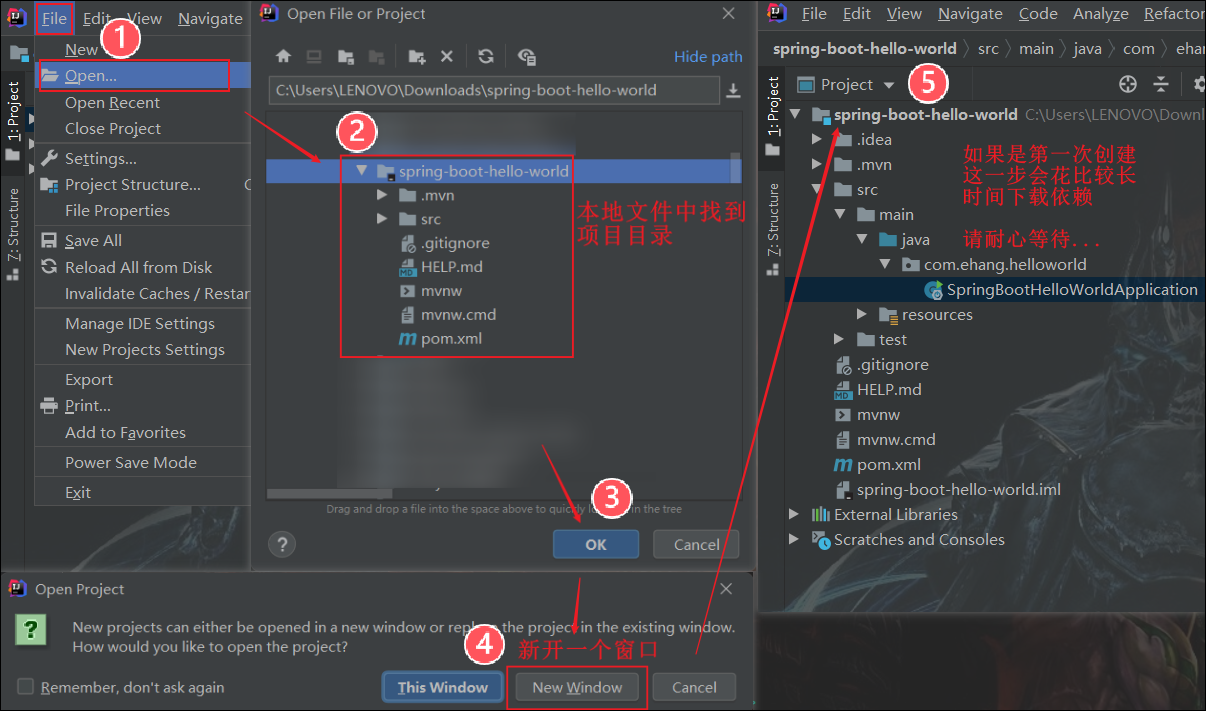 File Edit View Navigate
1
New
Open...
Open Recent
Close Project
Settings...
Project Structure...
File Properties
Save All
Reload All from Disk
Invalidate Caches / Restar
Manage IDE Settings
New Projects Settings
Export
Print...
Add to Favorites
Power Save Mode
Exit
1: Project
7: Structure
Open File or Project
Hide path
C:\Users\LENOVO\Downloads\spring-boot-hello-world
2
spring-boot-hello-world
.mvn
src
.gitignore
HELP.md
mvnw
mvnw.cmd
pom.xml
本地文件中找到
项目目录
3
Drag and drop a file into the space above to quickly in the tree
?
OK
Cancel
Open Project
?
New projects can either be opened in a new window or the project in the existing window.
How would you like to open the project?
4
新开一个窗口
Remember, don't ask again
This Window
New Window
Cancel
File Edit View Navigate Code Analyze Refactor
spring-boot-hello-world src main java com ehan
1: Project
7: Structure
Project
5
spring-boot-hello-world C:\Users\LENOVO\Downl
.idea
.mvn
src
main
java
com.ehang.helloworld
SpringBootHelloWorldApplication
resources
test
.gitignore
HELP.md
mvnw
mvnw.cmd
pom.xml
spring-boot-hello-world.iml
External Libraries
Scratches and Consoles
如果是第一次创建
这一步会花比较长
时间下载依赖
请耐心等待...